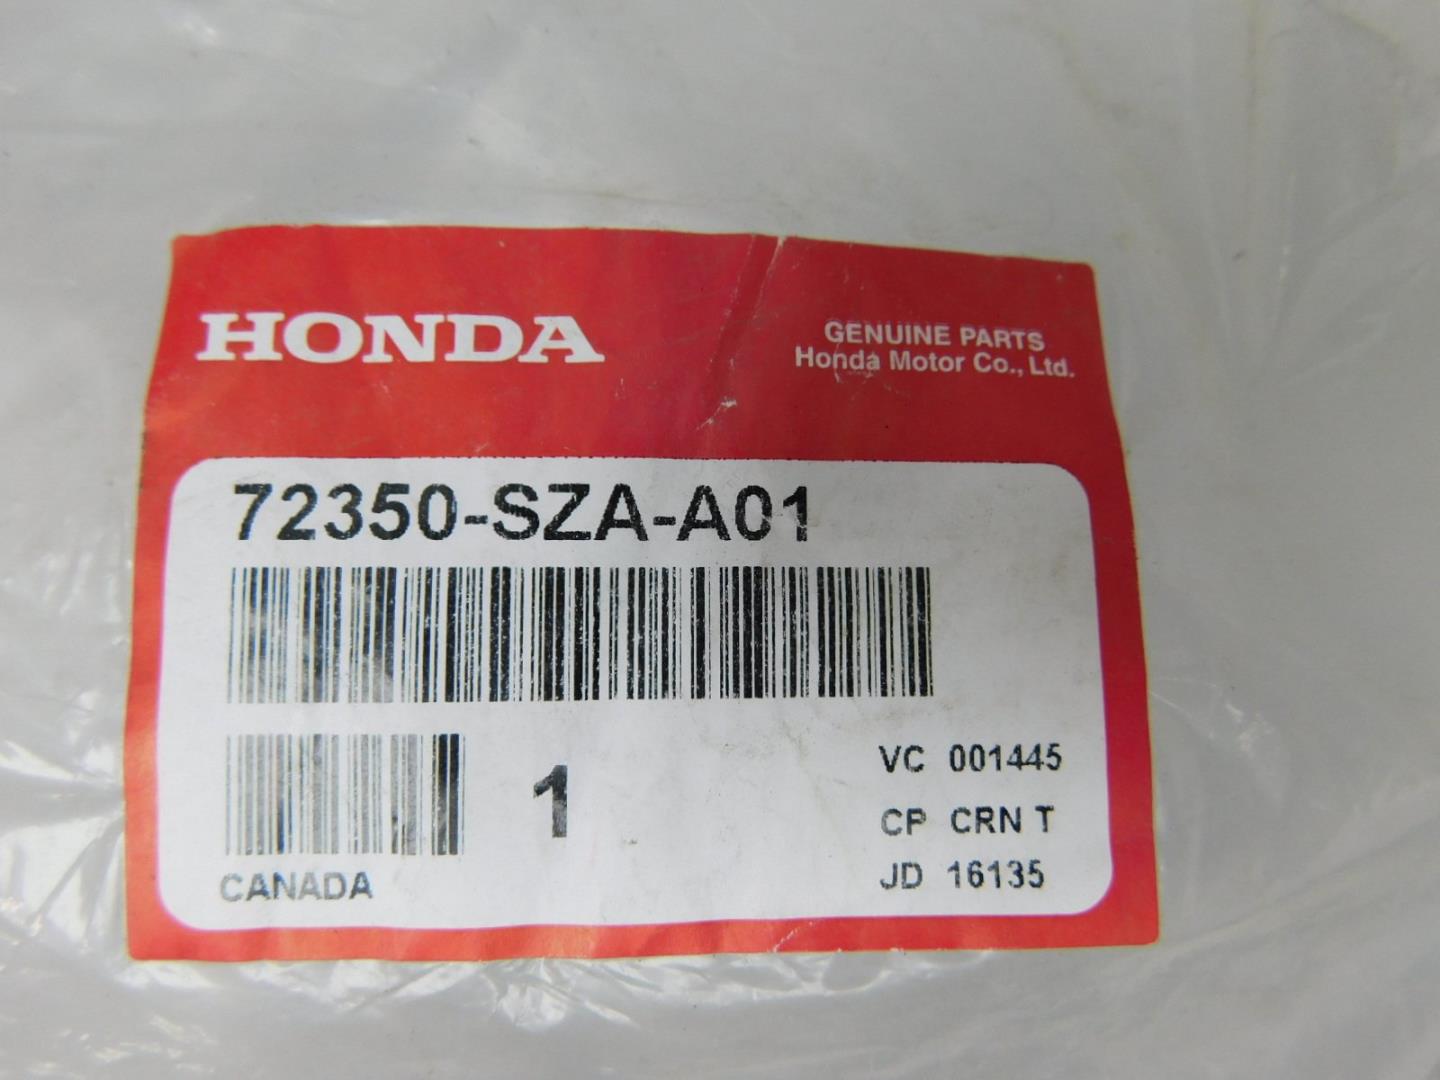 HONDA
GENUINE PARTS
Honda Motor Co., Ltd.
72350-SZA-A01
1
VC 001445
CP CRN T
JD 16135
CANADA